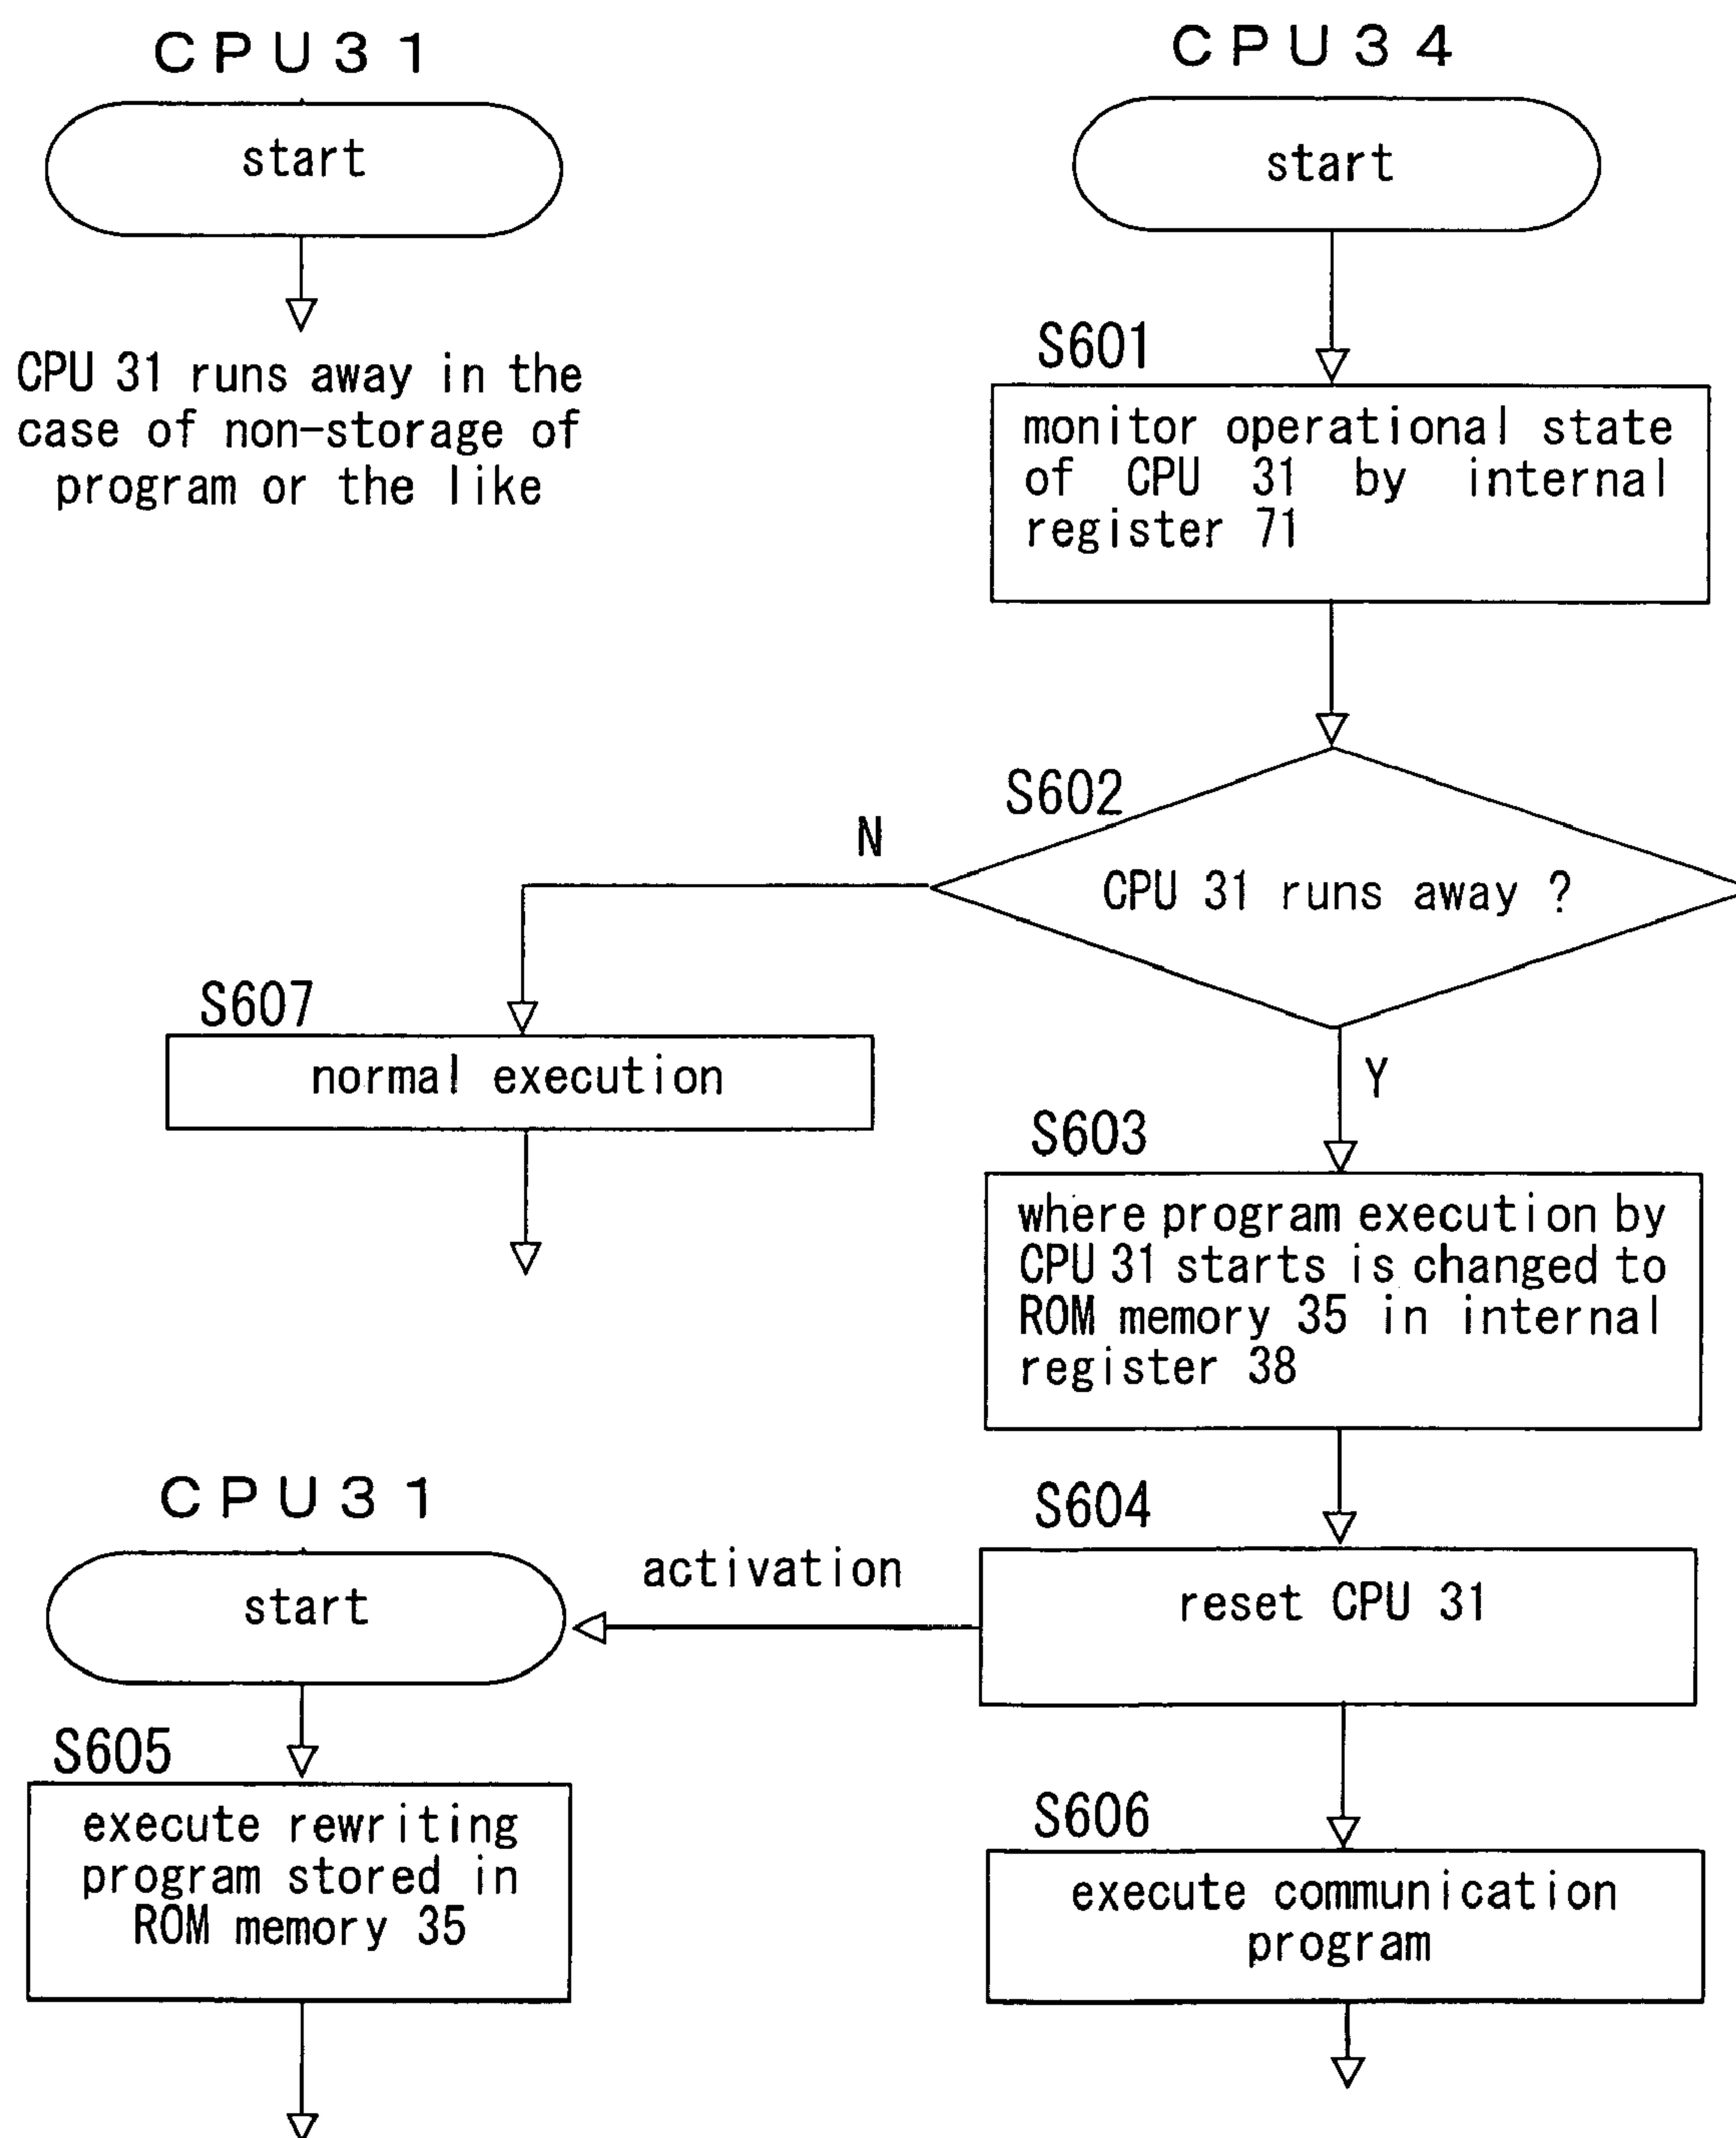 CPU31
start
CPU 31 runs away in the
case of non-storage of
program or the like
CPU34
start
S601
monitor operational state
of CPU 31 by internal
register 71
S602
CPU 31 runs away ?
N
Y
S607
normal execution
S603
where program execution by
CPU 31 starts is changed to
ROM memory 35 in internal
register 38
S604
reset CPU 31
activation
CPU31
start
S605
execute rewriting
program stored in
ROM memory 35
S606
execute communication
program